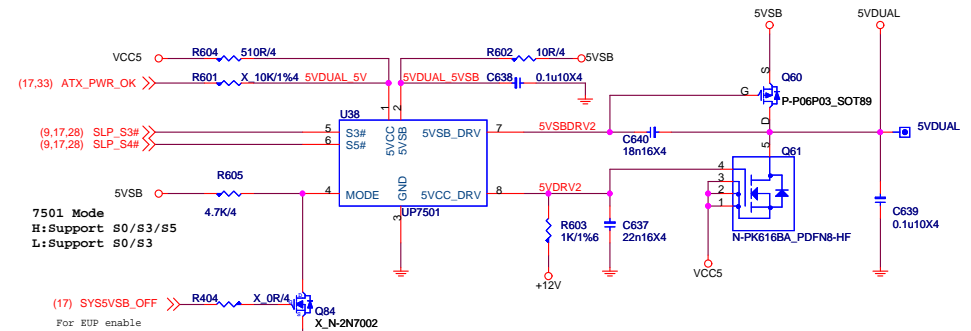 5VSB
5VDUAL
VCC5
R604
510R/4
R602
10R/4
5VSB
(17,33) ATX_PWR_OK
R601
X_10K/1%4
5VDUAL_5V
5VDUAL_5VSB
C638
0.1u10X4
S
Q60
G
P-P06P03_SOT89
D
1
2
U38
5VCC
5VSB
(9,17,28) SLP_S3#
5
S3#
5VSB_DRV
7
5VSBDRV2
(9,17,28) SLP_S4#
6
S5#
C640
18n16X4
5VDUAL
5
Q61
5VSB
R605
4.7K/4
4
MODE
GND
5VCC_DRV
8
5VDRV2
4
3
2
1
3
UP7501
7501 Mode
H:Support S0/S3/S5
L:Support S0/S3
R603
1K/1%6
C637
22n16X4
C639
0.1u10X4
N-PK616BA_PDFN8-HF
VCC5
+12V
(17) SYS5VSB_OFF
R404
X_0R/4
Q84
X_N-2N7002
For EUP enable